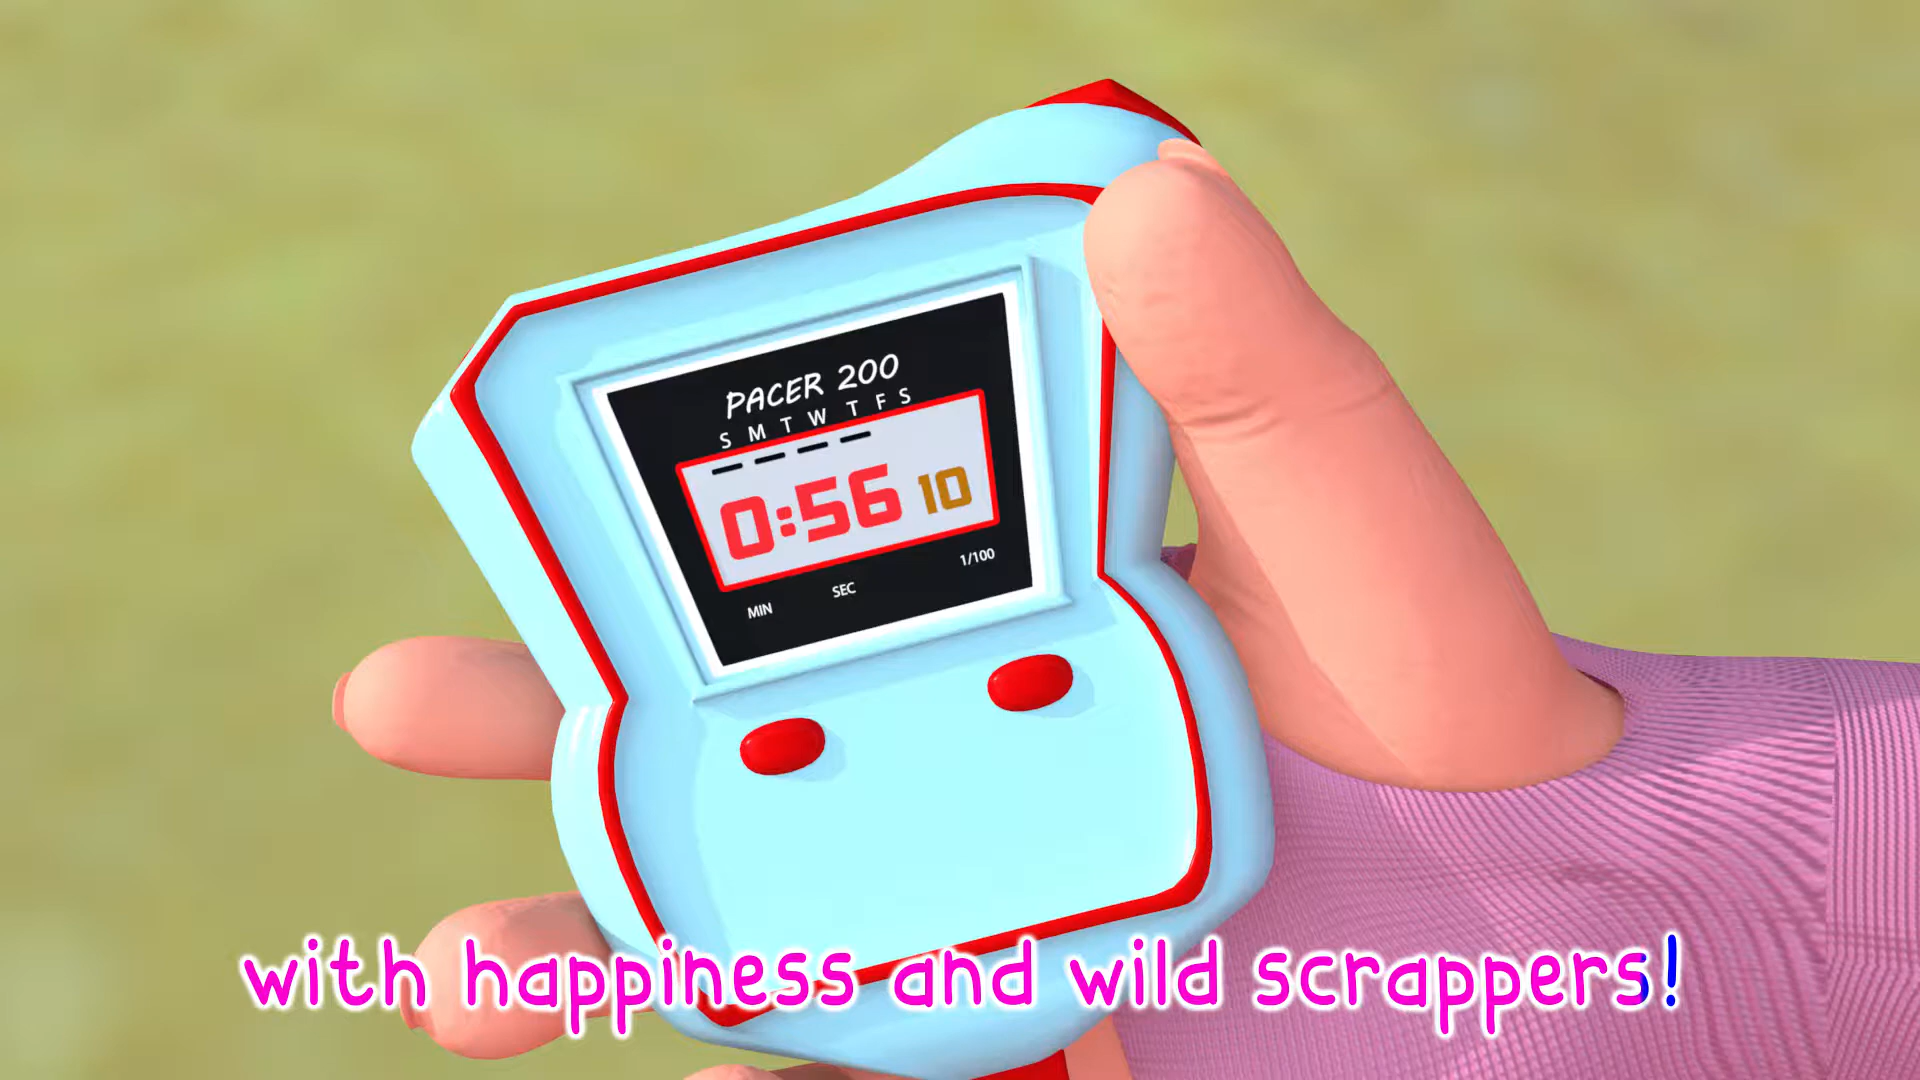 PACER 200
S M T W T F S
0:56 10
MIN SEC 1/100
with happiness and wild scrappers!